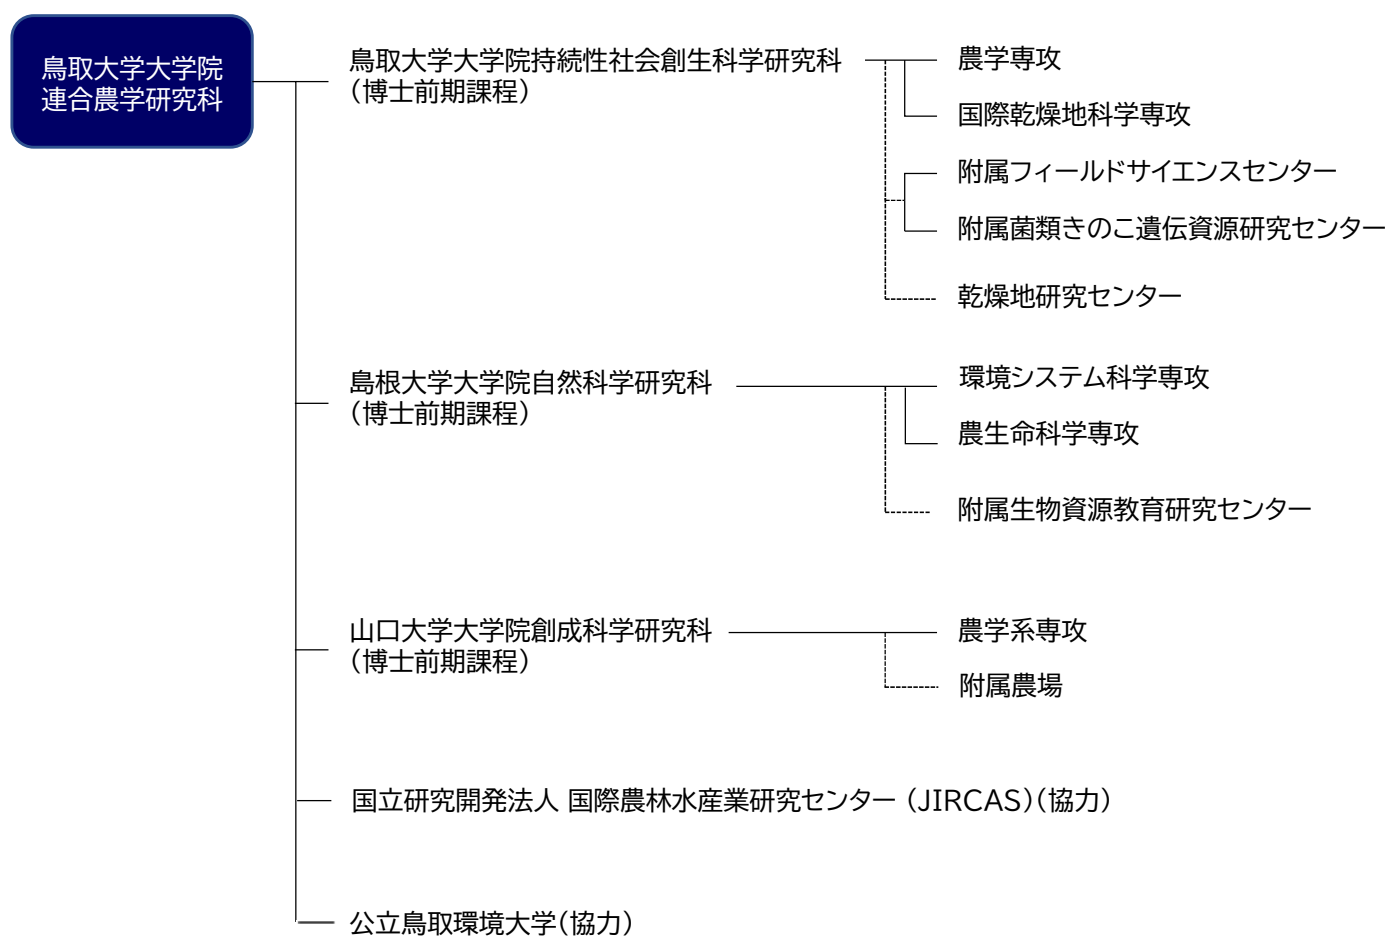 鳥取大学大学院
連合農学研究科
鳥取大学大学院持続性社会創生科学研究科
（博士前期課程）
農学専攻
国際乾燥地科学専攻
附属フィールドサイエンスセンター
附属菌類きのこ遺伝資源研究センター
乾燥地研究センター
島根大学大学院自然科学研究科
（博士前期課程）
環境システム科学専攻
農生命科学専攻
附属生物資源教育研究センター
山口大学大学院創成科学研究科
（博士前期課程）
農学系専攻
附属農場
国立研究開発法人 国際農林水産業研究センター（JIRCAS）（協力）
公立鳥取環境大学（協力）